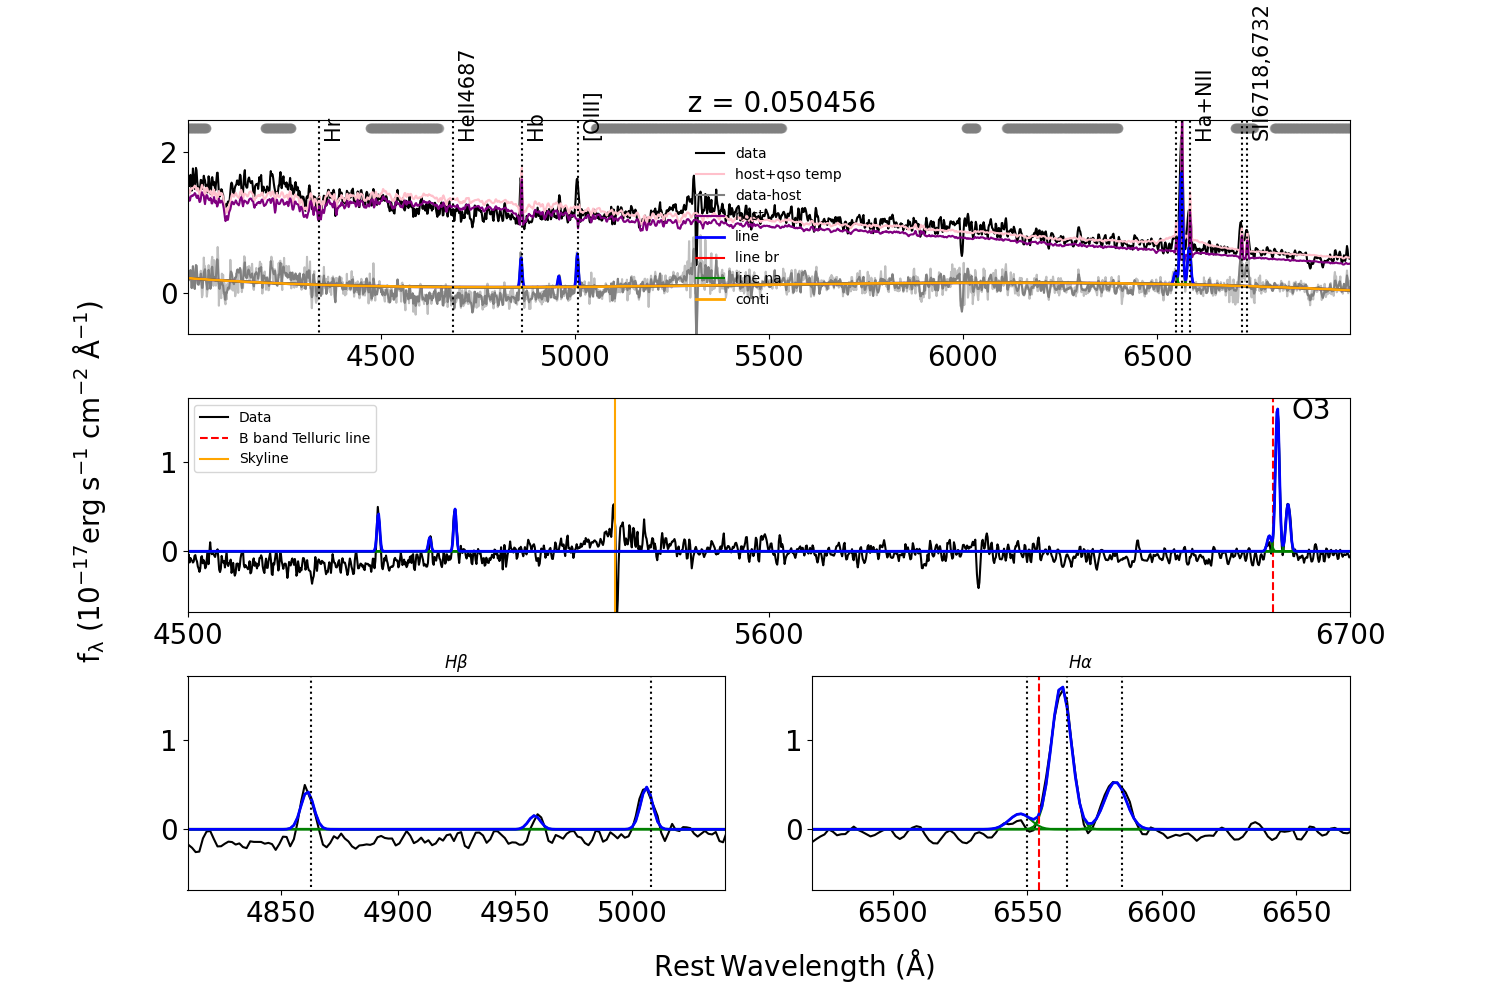 z = 0.050456
Hr
HeII4687
Hb
[OIII]
Ha+NII
SII6718,6732
data
host+qso temp
data-host
line
line br
line na
conti
2
0
4500 5000 5500 6000 6500
Data
B band Telluric line
Skyline
O3
1
0
4500 5600 6700
fλ (10⁻¹⁷erg s⁻¹ cm⁻² Å⁻¹)
Hβ
1
0
4850 4900 4950 5000
Hα
1
0
6500 6550 6600 6650
Rest Wavelength (Å)